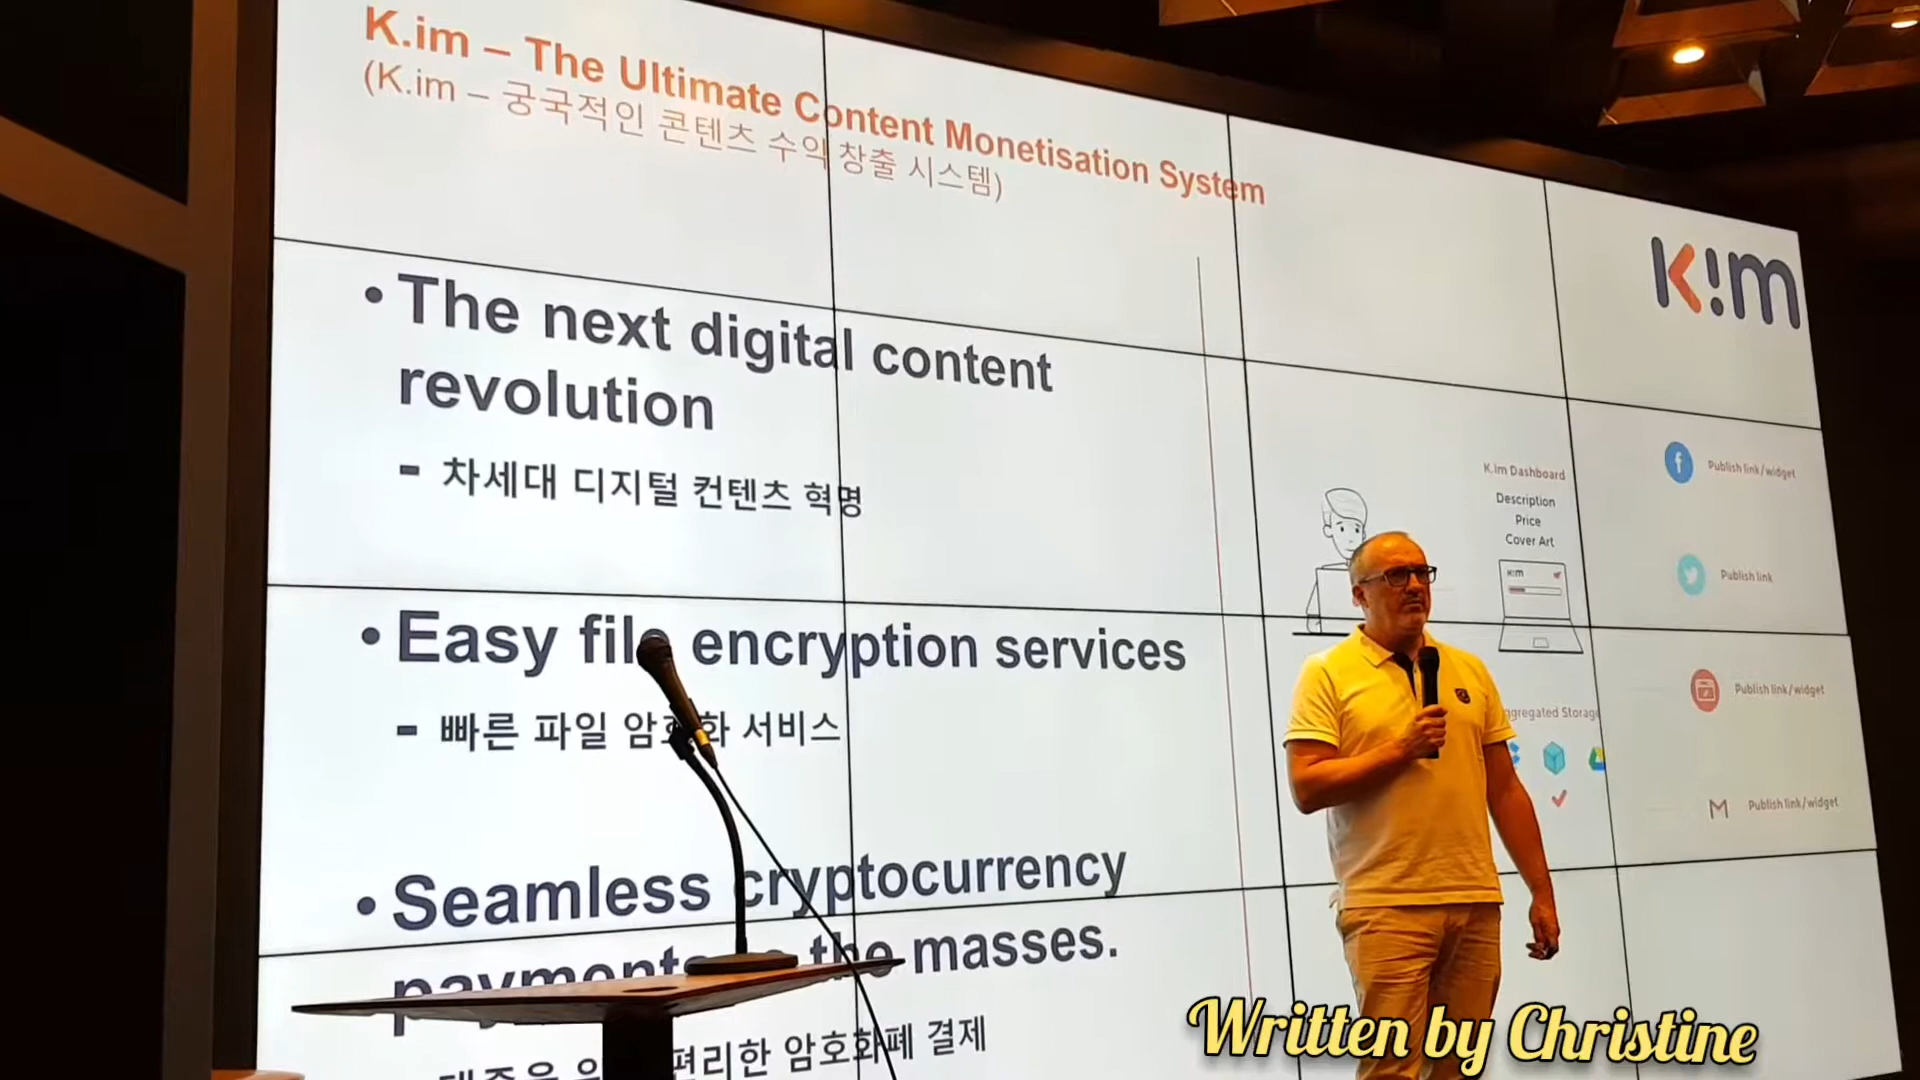 K.im – The Ultimate Content Monetisation System
(K.im – 궁국적인 콘텐츠 수익 창출 시스템)
K!m
• The next digital content
revolution
- 차세대 디지털 컨텐츠 혁명
• Easy file encryption services
- 빠른 파일 암호화 서비스
• Seamless cryptocurrency
payments the masses.
편리한 암호화폐 결제
K.im Dashboard
Description
Price
Cover Art
K!m
Aggregated Storage
Publish link/widget
Publish link
Publish link/widget
Publish link/widget
Written by Christine